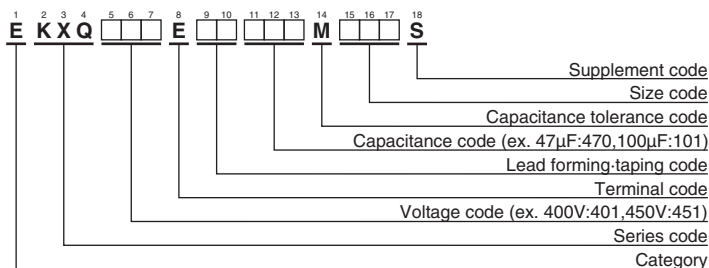 1 2 3 4 5 6 7 8 9 10 11 12 13 14 15 16 17 18
E K X Q E M S
Supplement code
Size code
Capacitance tolerance code
Capacitance code (ex. 47μF:470,100μF:101)
Lead forming·taping code
Terminal code
Voltage code (ex. 400V:401,450V:451)
Series code
Category